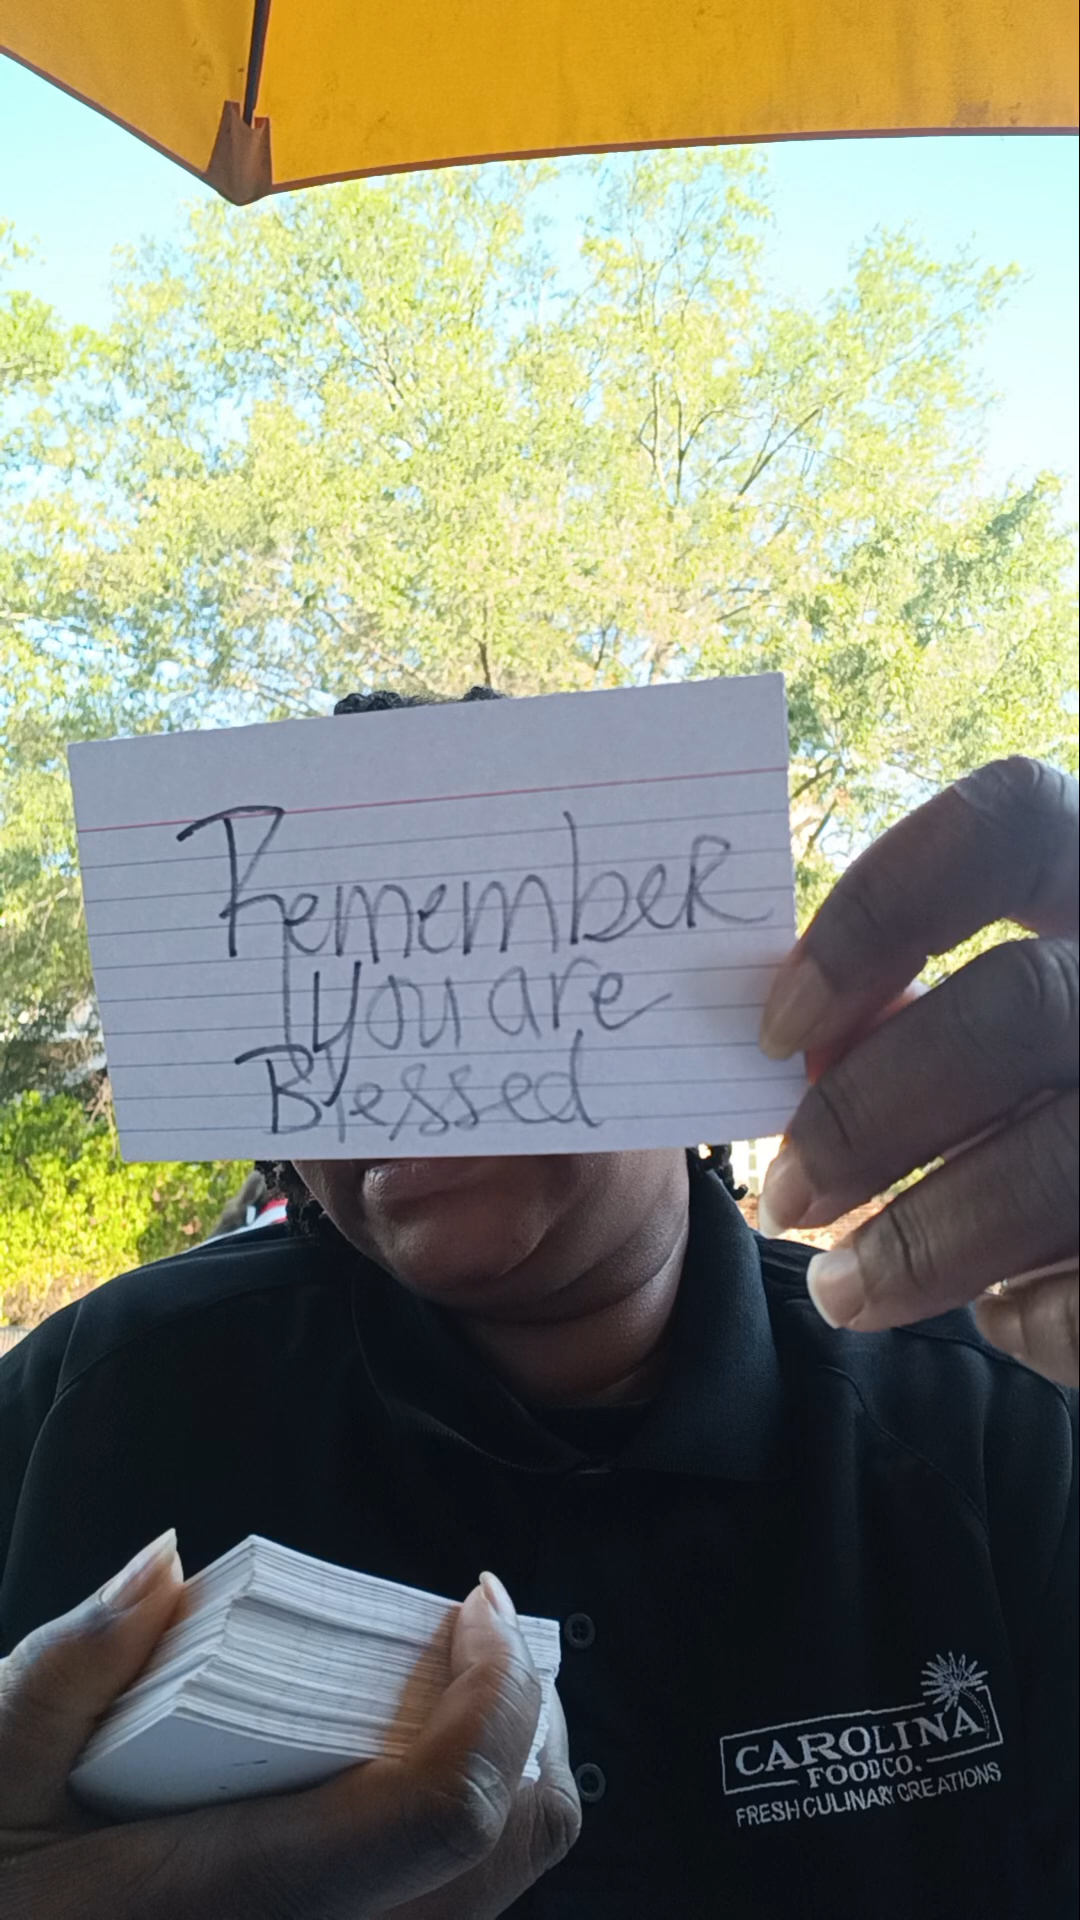 Remember
you are
Blessed
CAROLINA
FOOD CO.
FRESH CULINARY CREATIONS